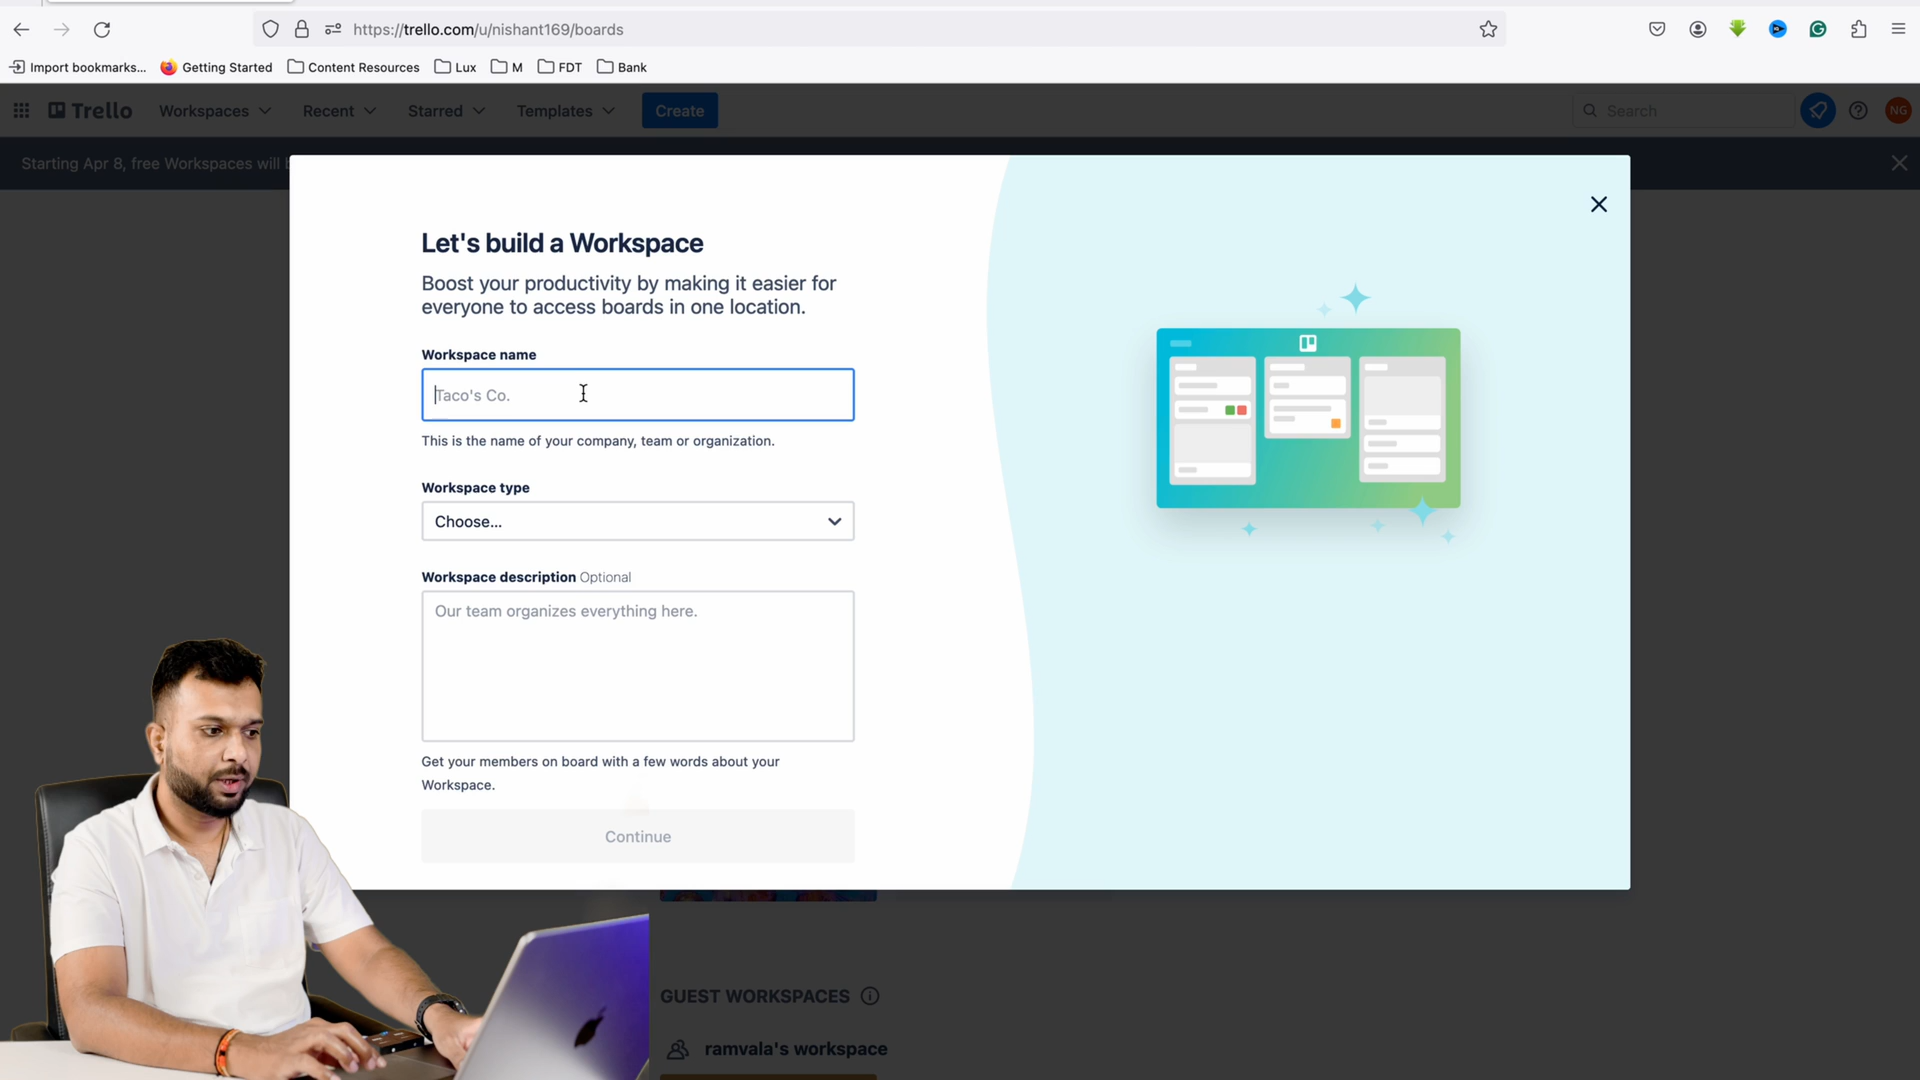 https://trello.com/u/nishant169/boards
Import bookmarks... Getting Started Content Resources Lux M FDT Bank
Trello Workspaces Recent Starred Templates Create Search NG
Starting Apr 8, free Workspaces will
Let's build a Workspace
Boost your productivity by making it easier for
everyone to access boards in one location.
Workspace name
Taco's Co.
This is the name of your company, team or organization.
Workspace type
Choose...
Workspace description Optional
Our team organizes everything here.
Get your members on board with a few words about your
Workspace.
Continue
GUEST WORKSPACES
ramvala's workspace